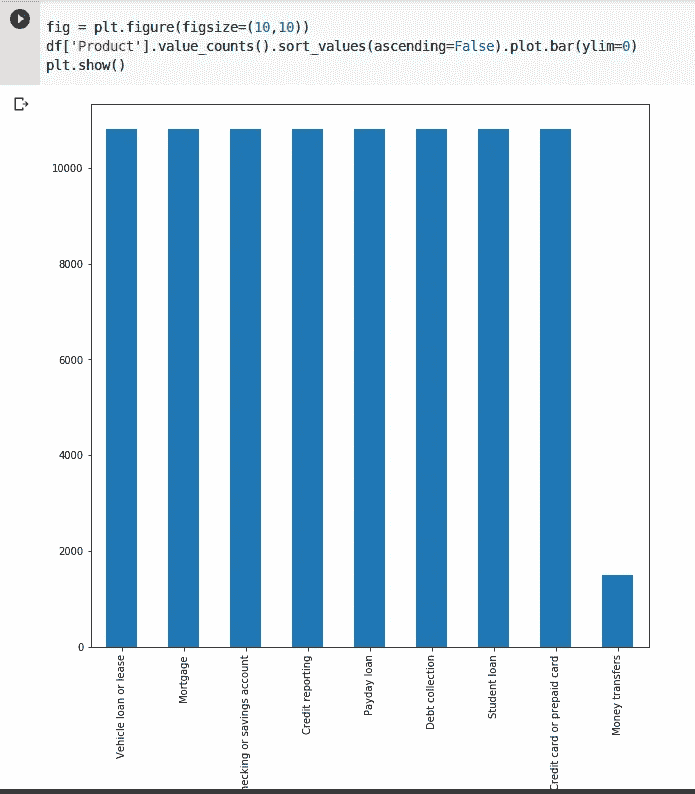 fig = plt.figure(figsize=(10,10))
df['Product'].value_counts().sort_values(ascending=False).plot.bar(ylim=0)
plt.show()
10000
8000
6000
4000
2000
0
Vehicle loan or lease
Mortgage
hecking or savings account
Credit reporting
Payday loan
Debt collection
Student loan
Credit card or prepaid card
Money transfers